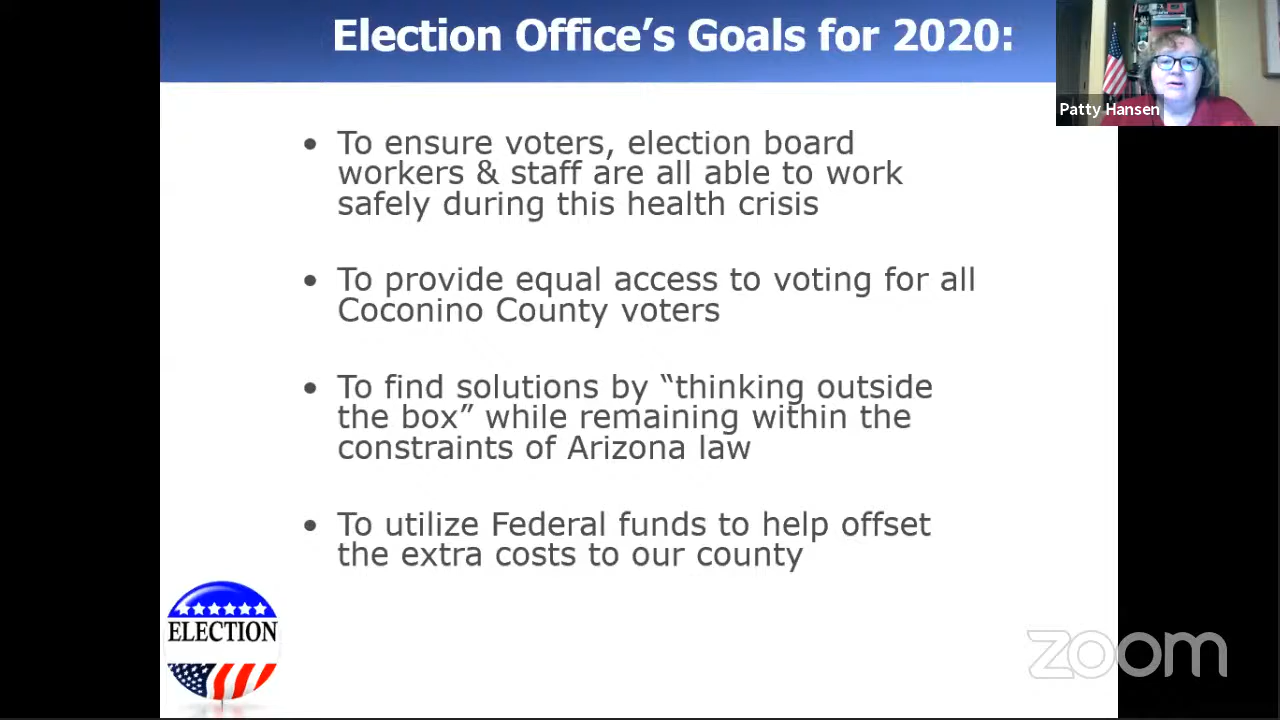 Election Office's Goals for 2020:
Patty Hansen
• To ensure voters, election board
workers & staff are all able to work
safely during this health crisis
• To provide equal access to voting for all
Coconino County voters
• To find solutions by “thinking outside
the box” while remaining within the
constraints of Arizona law
• To utilize Federal funds to help offset
the extra costs to our county
ELECTION
zoom